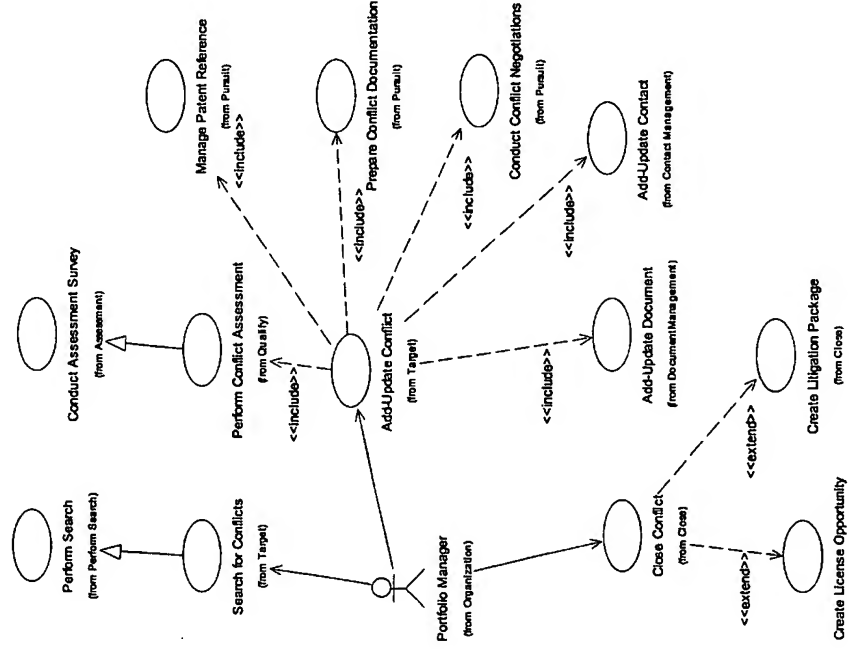 Perform Search
(from Perform Search)
Conduct Assessment Survey
(from Assessment)
Search for Conflicts
(from Target)
Perform Conflict Assessment
(from Qualify)
<<include>>
Manage Patent Reference
(from Pursuit)
<<include>>
Portfolio Manager
(from Organization)
Add-Update Conflict
(from Target)
<<include>>
Prepare Conflict Documentation
(from Pursuit)
<<include>>
Conduct Conflict Negotiations
(from Pursuit)
<<include>>
<<include>>
Close Conflict
(from Close)
Add-Update Document
(from Document Management)
Add-Update Contact
(from Contact Management)
<<extend>>
<<extend>>
Create License Opportunity
Create Litigation Package
(from Close)